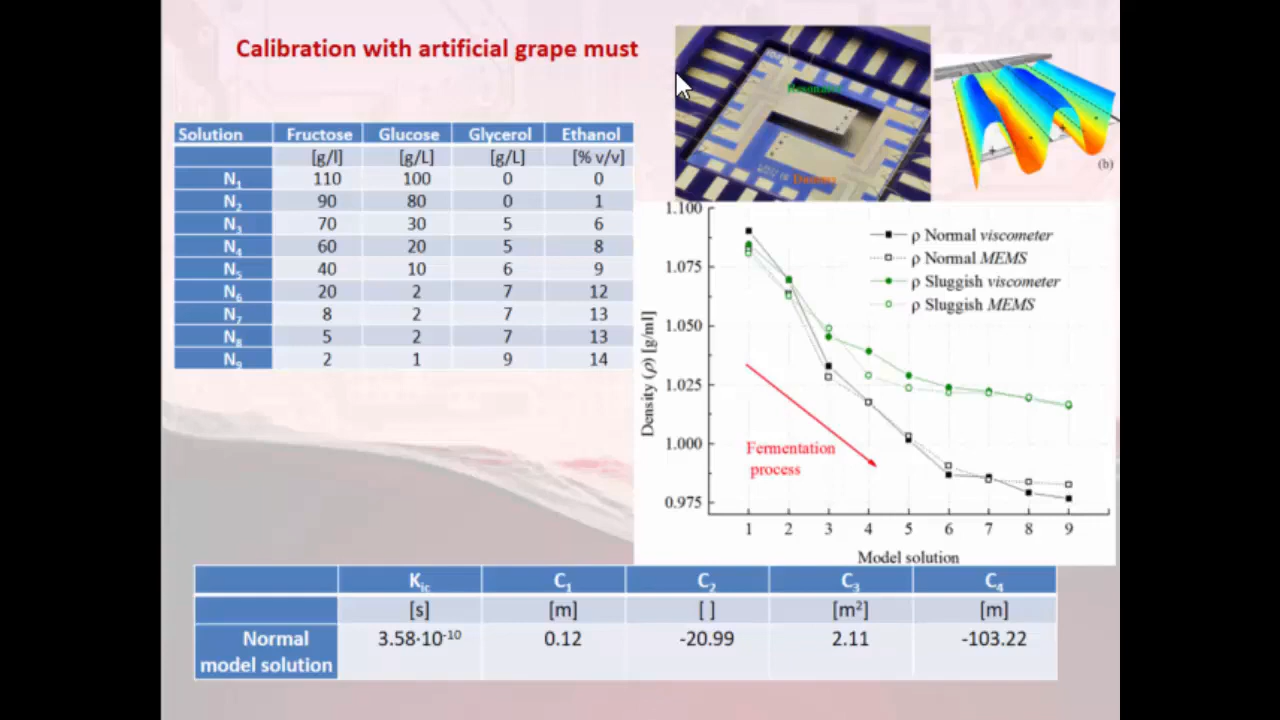 Calibration with artificial grape must
Solution Fructose Glucose Glycerol Ethanol
[g/l] [g/L] [g/L] [% v/v]
N1 110 100 0 0
N2 90 80 0 1
N3 70 30 5 6
N4 60 20 5 8
N5 40 10 6 9
N6 20 2 7 12
N7 8 2 7 13
N8 5 2 7 13
N9 2 1 9 14
(b)
1.100
1.075
1.050
1.025
1.000
0.975
Density (ρ) [g/ml]
ρ Normal viscometer
ρ Normal MEMS
ρ Sluggish viscometer
ρ Sluggish MEMS
Fermentation
process
1 2 3 4 5 6 7 8 9
Model solution
Kic C1 C2 C3 C4
[s] [m] [ ] [m²] [m]
Normal model solution 3.58·10⁻¹⁰ 0.12 -20.99 2.11 -103.22